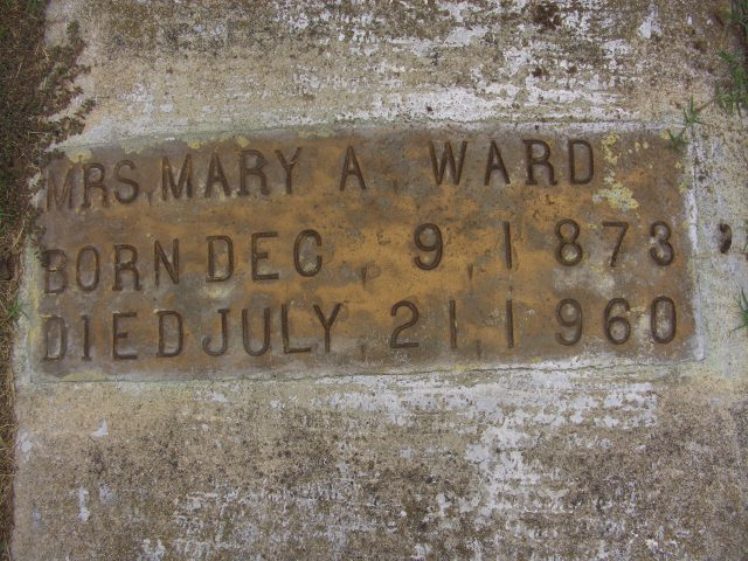 MRS. MARY A. WARD
BORN DEC. 9, 1873
DIED JULY 21, 1960